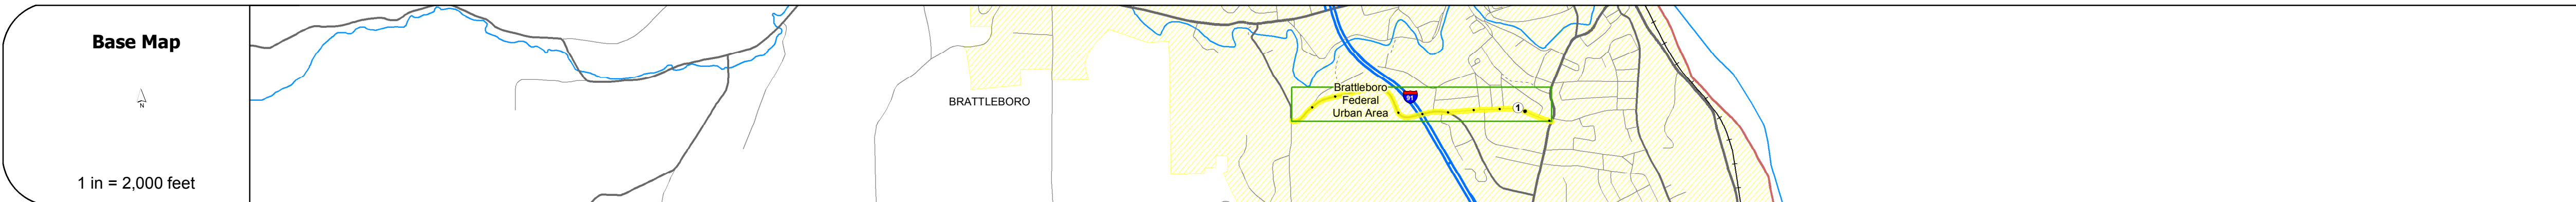 Base Map
N
1 in = 2,000 feet
BRATTLEBORO
Brattleboro
Federal
Urban Area
91
1